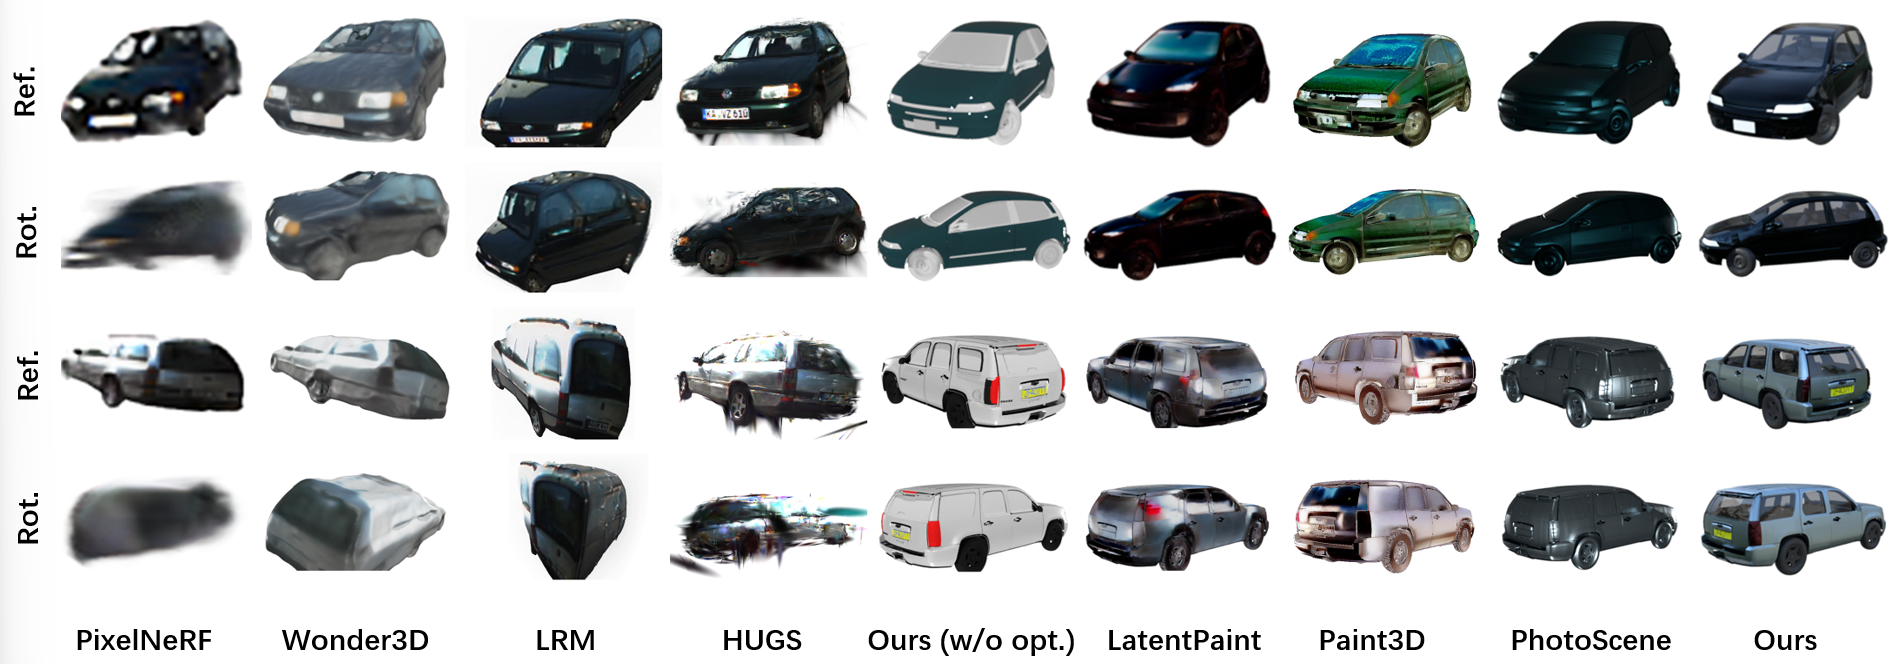 Ref.
Rot.
Ref.
Rot.
PixelNeRF Wonder3D LRM HUGS Ours (w/o opt.) LatentPaint Paint3D PhotoScene Ours